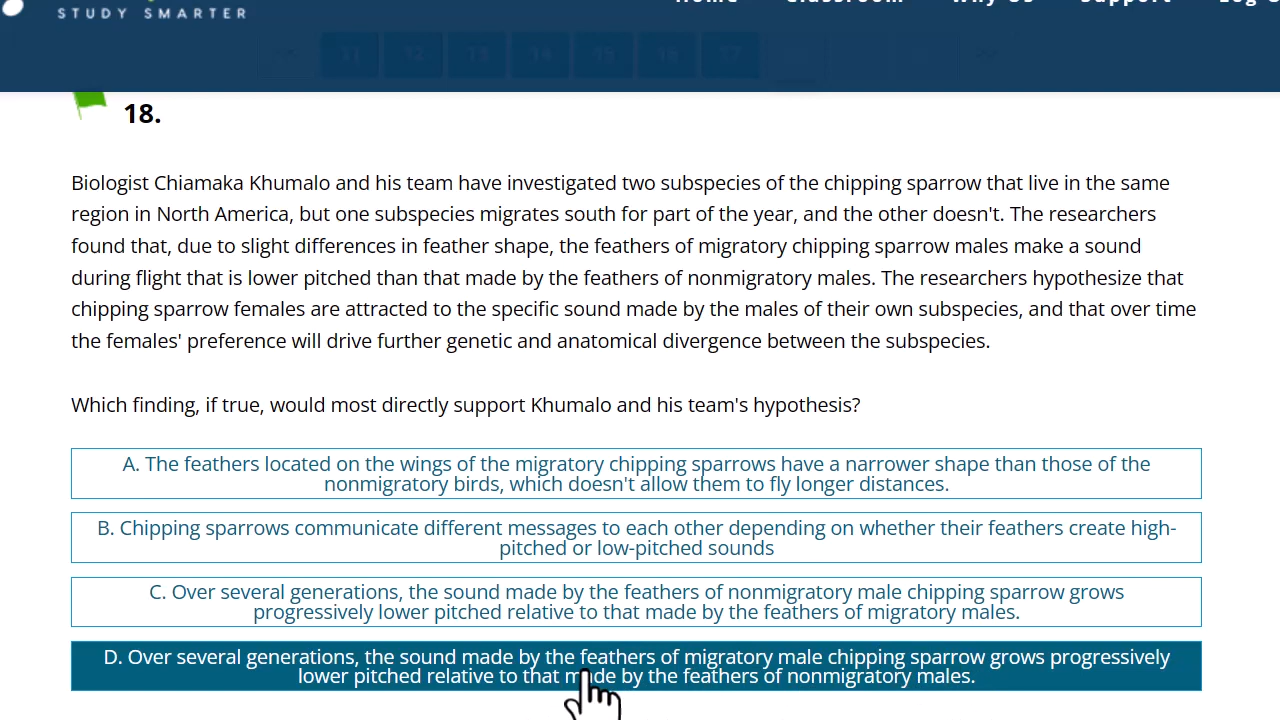 STUDY SMARTER
18.
Biologist Chiamaka Khumalo and his team have investigated two subspecies of the chipping sparrow that live in the same
region in North America, but one subspecies migrates south for part of the year, and the other doesn't. The researchers
found that, due to slight differences in feather shape, the feathers of migratory chipping sparrow males make a sound
during flight that is lower pitched than that made by the feathers of nonmigratory males. The researchers hypothesize that
chipping sparrow females are attracted to the specific sound made by the males of their own subspecies, and that over time
the females' preference will drive further genetic and anatomical divergence between the subspecies.
Which finding, if true, would most directly support Khumalo and his team's hypothesis?
A. The feathers located on the wings of the migratory chipping sparrows have a narrower shape than those of the
nonmigratory birds, which doesn't allow them to fly longer distances.
B. Chipping sparrows communicate different messages to each other depending on whether their feathers create high-
pitched or low-pitched sounds
C. Over several generations, the sound made by the feathers of nonmigratory male chipping sparrow grows
progressively lower pitched relative to that made by the feathers of migratory males.
D. Over several generations, the sound made by the feathers of migratory male chipping sparrow grows progressively
lower pitched relative to that made by the feathers of nonmigratory males.